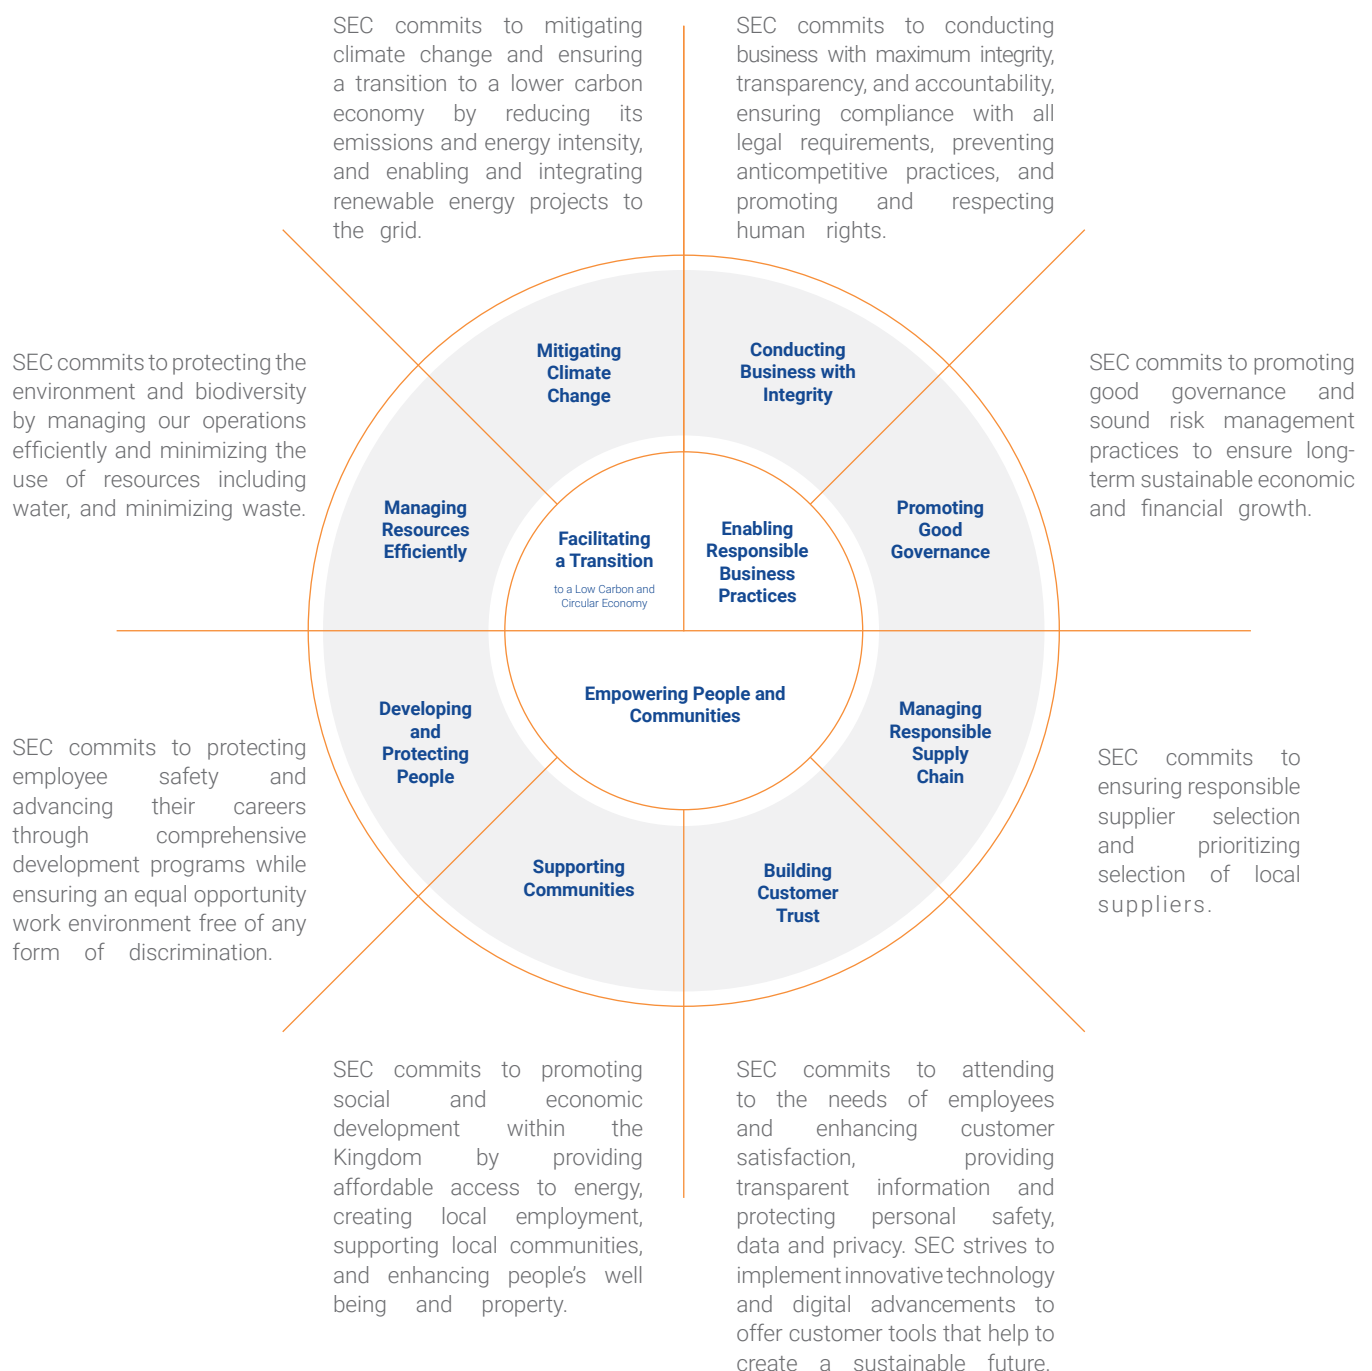 SEC commits to mitigating
climate change and ensuring
a transition to a lower carbon
economy by reducing its
emissions and energy intensity,
and enabling and integrating
renewable energy projects to
the grid.
SEC commits to conducting
business with maximum integrity,
transparency, and accountability,
ensuring compliance with all
legal requirements, preventing
anticompetitive practices, and
promoting and respecting
human rights.
SEC commits to protecting the
environment and biodiversity
by managing our operations
efficiently and minimizing the
use of resources including
water, and minimizing waste.
Mitigating
Climate
Change
Conducting
Business with
Integrity
SEC commits to promoting
good governance and
sound risk management
practices to ensure long-
term sustainable economic
and financial growth.
Managing
Resources
Efficiently
Facilitating
a Transition
to a Low Carbon and
Circular Economy
Enabling
Responsible
Business
Practices
Promoting
Good
Governance
Empowering People and
Communities
Developing
and
Protecting
People
Managing
Responsible
Supply
Chain
SEC commits to protecting
employee safety and
advancing their careers
through comprehensive
development programs while
ensuring an equal opportunity
work environment free of any
form of discrimination.
SEC commits to
ensuring responsible
supplier selection
and prioritizing
selection of local
suppliers.
Supporting
Communities
Building
Customer
Trust
SEC commits to promoting
social and economic
development within the
Kingdom by providing
affordable access to energy,
creating local employment,
supporting local communities,
and enhancing people’s well
being and property.
SEC commits to attending
to the needs of employees
and enhancing customer
satisfaction, providing
transparent information and
protecting personal safety,
data and privacy. SEC strives to
implement innovative technology
and digital advancements to
offer customer tools that help to
create a sustainable future.